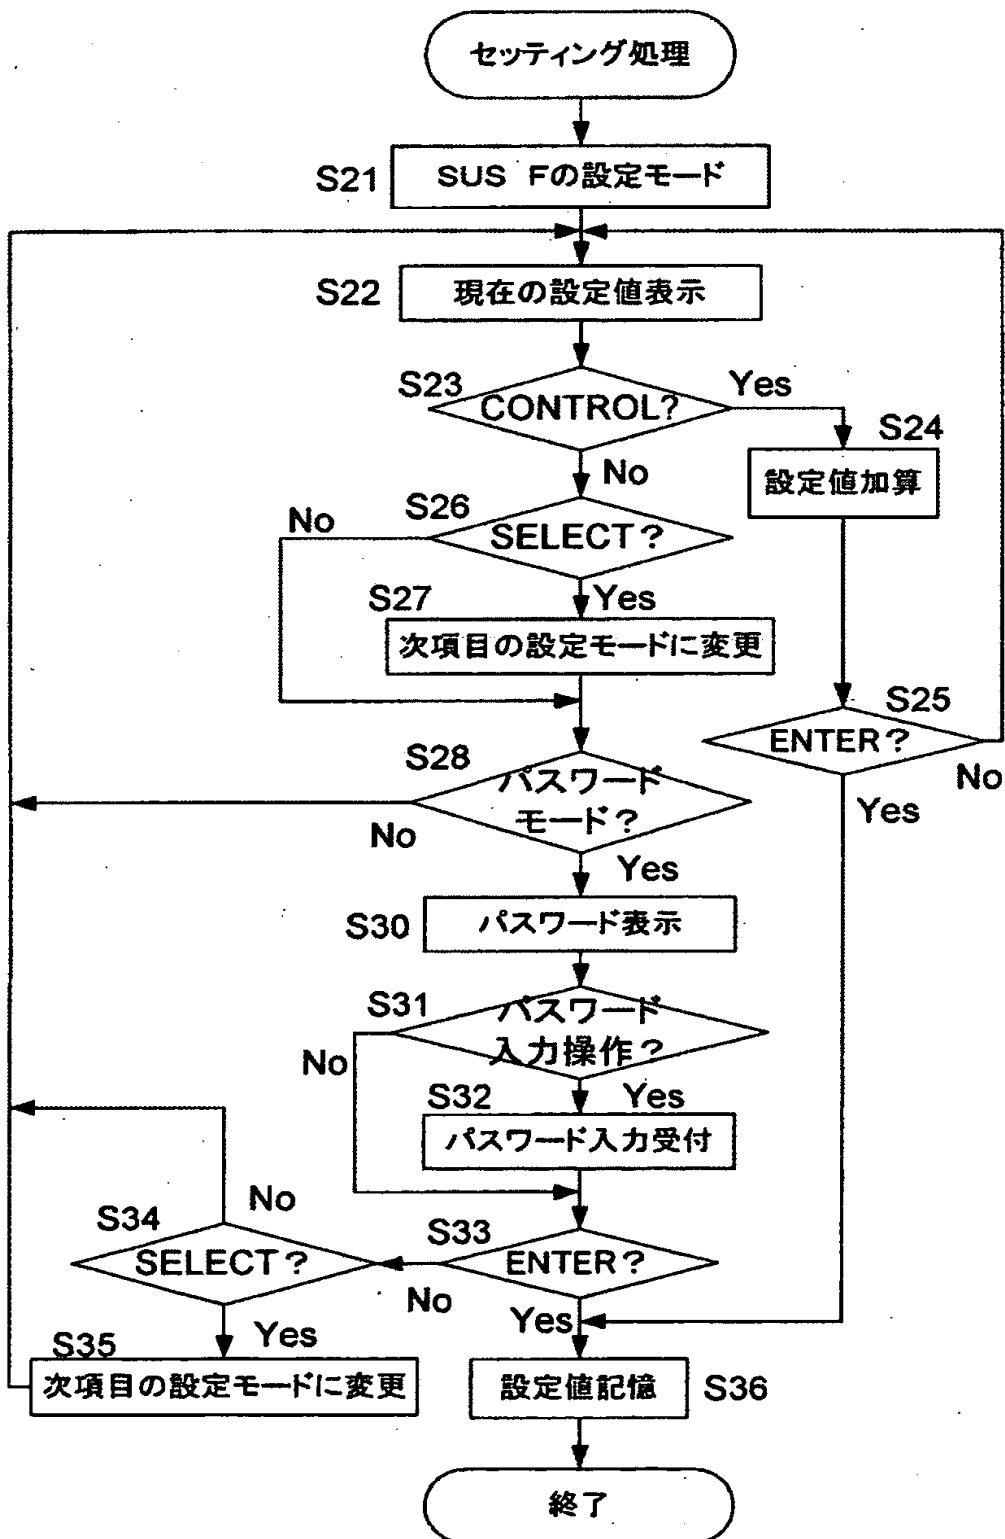 セッティング処理
S21
SUS Fの設定モード
S22
現在の設定値表示
S23
CONTROL?
Yes
No
S24
設定値加算
S26
No
SELECT?
S27
Yes
次項目の設定モードに変更
S25
ENTER?
No
Yes
S28
パスワード
モード?
No
Yes
S30
パスワード表示
S31
パスワード
入力操作?
No
S32
Yes
パスワード入力受付
S34
No
SELECT?
S33
ENTER?
No
Yes
S35
Yes
次項目の設定モードに変更
設定値記憶
S36
終了